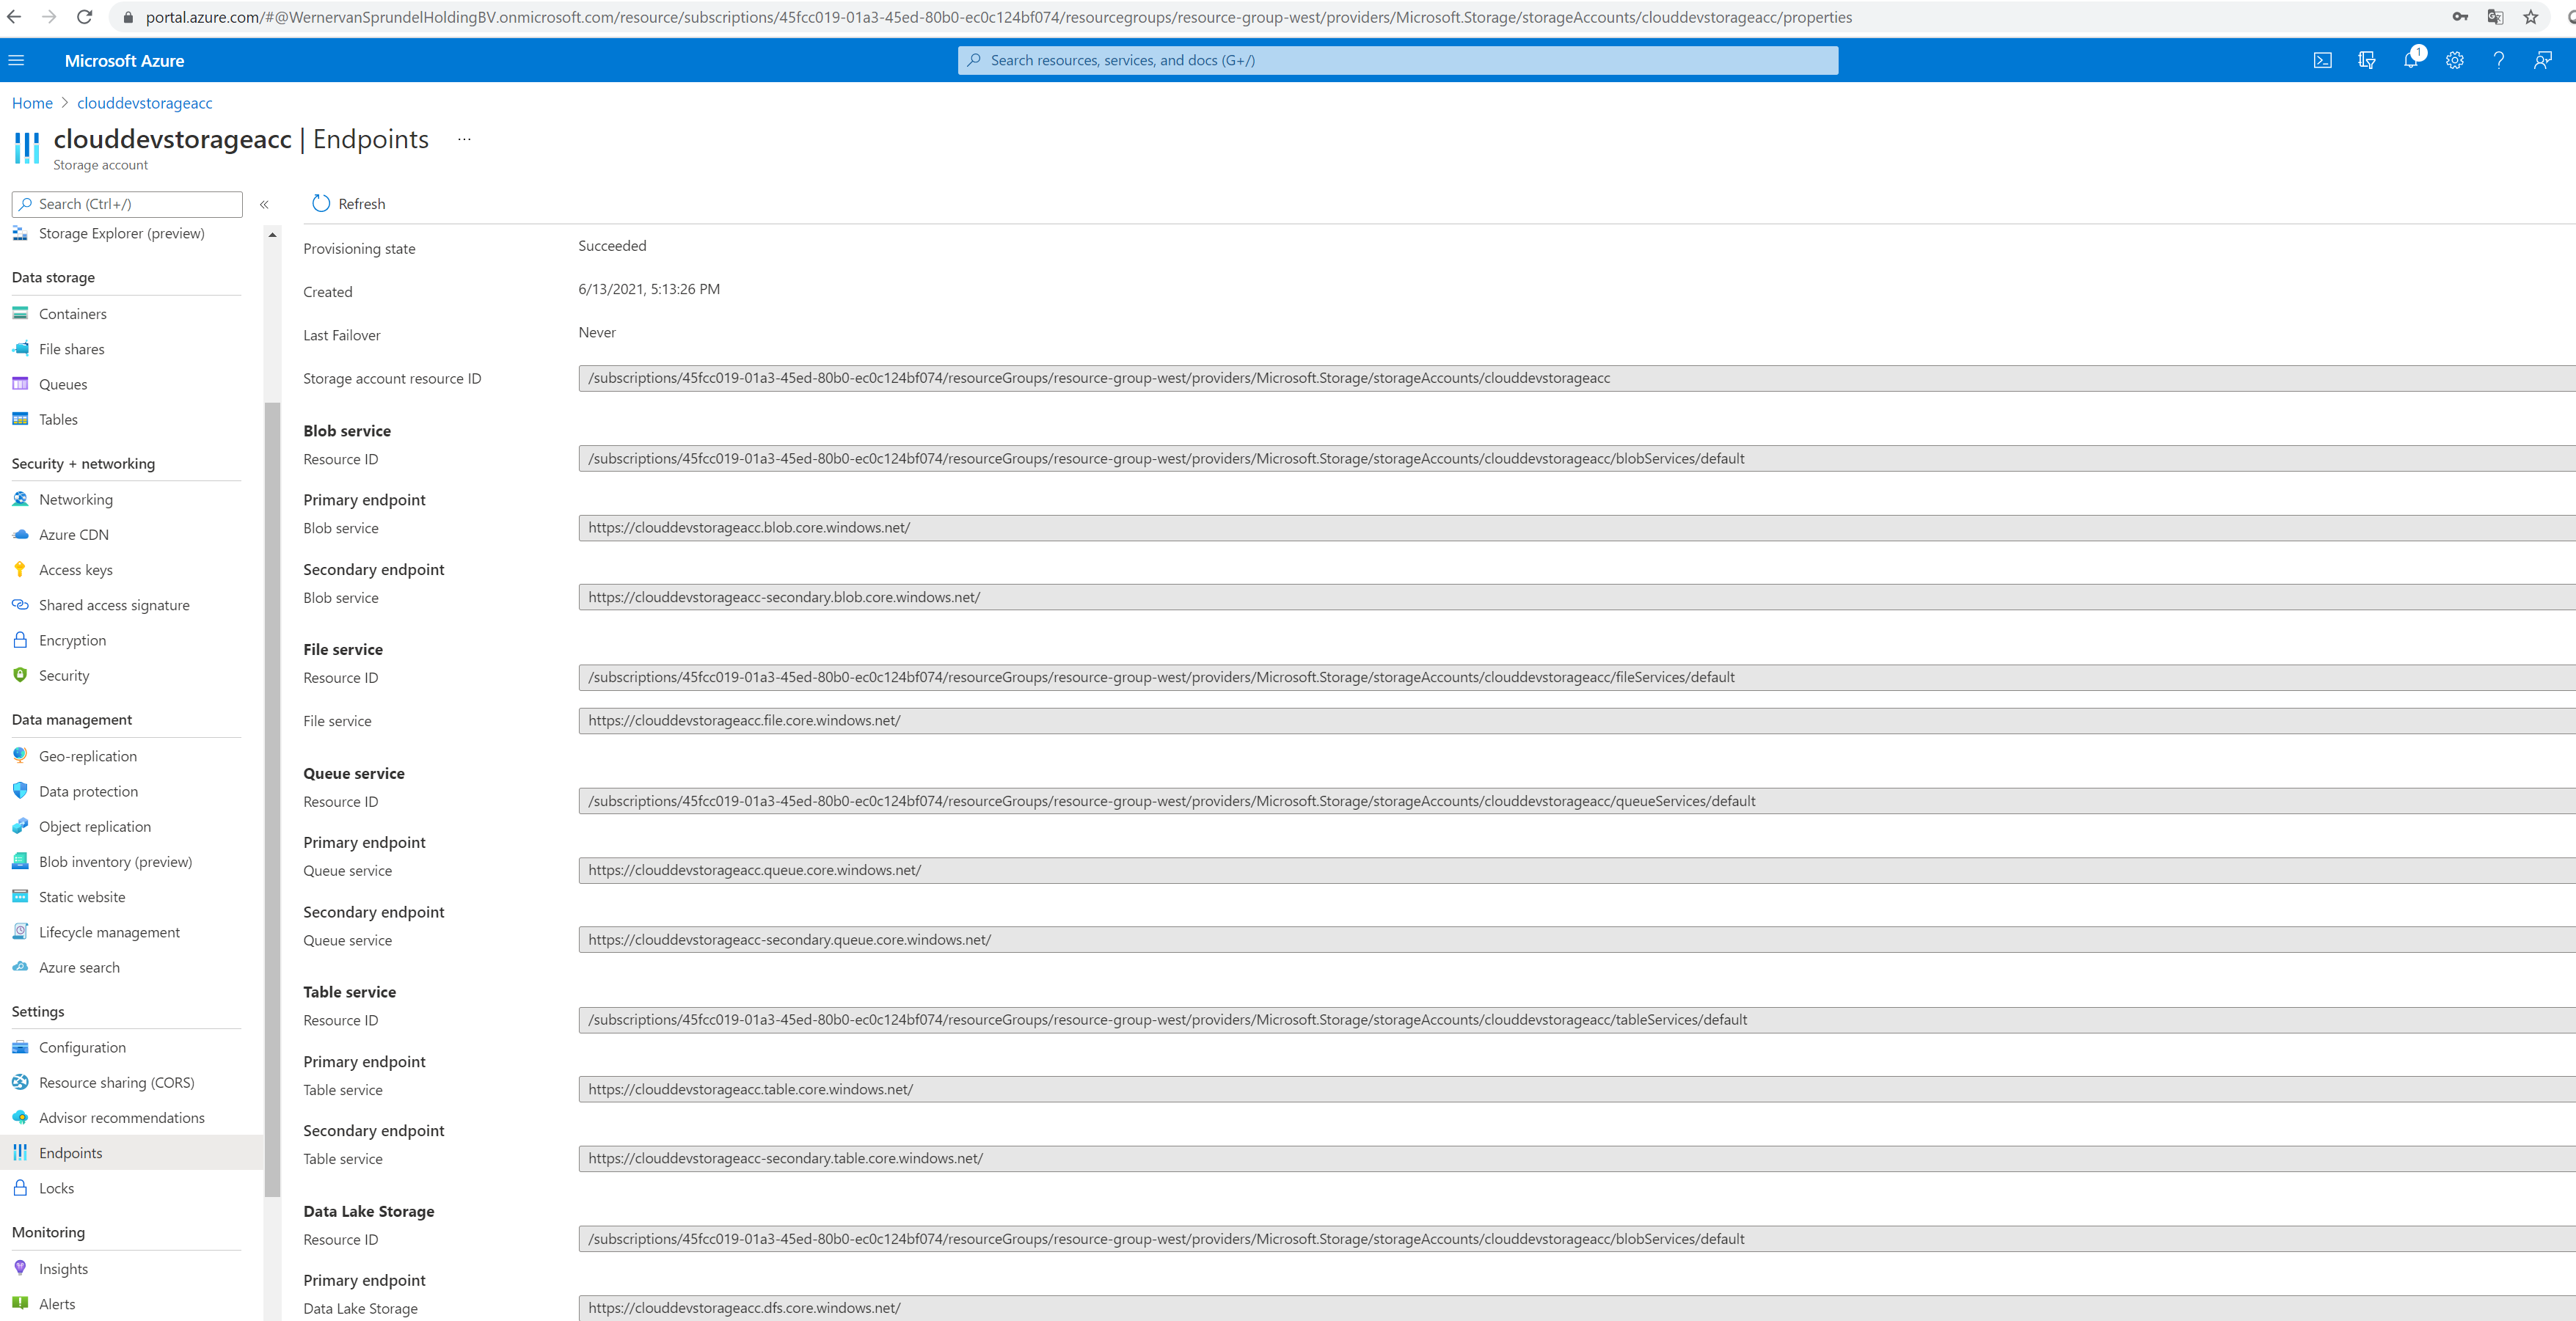 portal.azure.com/#@WernervanSprundelHoldingBV.onmicrosoft.com/resource/subscriptions/45fcc019-01a3-45ed-80b0-ec0c124bf074/resourcegroups/resource-group-west/providers/Microsoft.Storage/storageAccounts/clouddevstorageacc/properties
Microsoft Azure
Search resources, services, and docs (G+/)
1
Home > clouddevstorageacc
clouddevstorageacc | Endpoints ...
Storage account
Search (Ctrl+/)
«
Storage Explorer (preview)
Data storage
Containers
File shares
Queues
Tables
Security + networking
Networking
Azure CDN
Access keys
Shared access signature
Encryption
Security
Data management
Geo-replication
Data protection
Object replication
Blob inventory (preview)
Static website
Lifecycle management
Azure search
Settings
Configuration
Resource sharing (CORS)
Advisor recommendations
Endpoints
Locks
Monitoring
Insights
Alerts
Refresh
Provisioning state Succeeded
Created 6/13/2021, 5:13:26 PM
Last Failover Never
Storage account resource ID /subscriptions/45fcc019-01a3-45ed-80b0-ec0c124bf074/resourceGroups/resource-group-west/providers/Microsoft.Storage/storageAccounts/clouddevstorageacc
Blob service
Resource ID /subscriptions/45fcc019-01a3-45ed-80b0-ec0c124bf074/resourceGroups/resource-group-west/providers/Microsoft.Storage/storageAccounts/clouddevstorageacc/blobServices/default
Primary endpoint
Blob service https://clouddevstorageacc.blob.core.windows.net/
Secondary endpoint
Blob service https://clouddevstorageacc-secondary.blob.core.windows.net/
File service
Resource ID /subscriptions/45fcc019-01a3-45ed-80b0-ec0c124bf074/resourceGroups/resource-group-west/providers/Microsoft.Storage/storageAccounts/clouddevstorageacc/fileServices/default
File service https://clouddevstorageacc.file.core.windows.net/
Queue service
Resource ID /subscriptions/45fcc019-01a3-45ed-80b0-ec0c124bf074/resourceGroups/resource-group-west/providers/Microsoft.Storage/storageAccounts/clouddevstorageacc/queueServices/default
Primary endpoint
Queue service https://clouddevstorageacc.queue.core.windows.net/
Secondary endpoint
Queue service https://clouddevstorageacc-secondary.queue.core.windows.net/
Table service
Resource ID /subscriptions/45fcc019-01a3-45ed-80b0-ec0c124bf074/resourceGroups/resource-group-west/providers/Microsoft.Storage/storageAccounts/clouddevstorageacc/tableServices/default
Primary endpoint
Table service https://clouddevstorageacc.table.core.windows.net/
Secondary endpoint
Table service https://clouddevstorageacc-secondary.table.core.windows.net/
Data Lake Storage
Resource ID /subscriptions/45fcc019-01a3-45ed-80b0-ec0c124bf074/resourceGroups/resource-group-west/providers/Microsoft.Storage/storageAccounts/clouddevstorageacc/blobServices/default
Primary endpoint
Data Lake Storage https://clouddevstorageacc.dfs.core.windows.net/